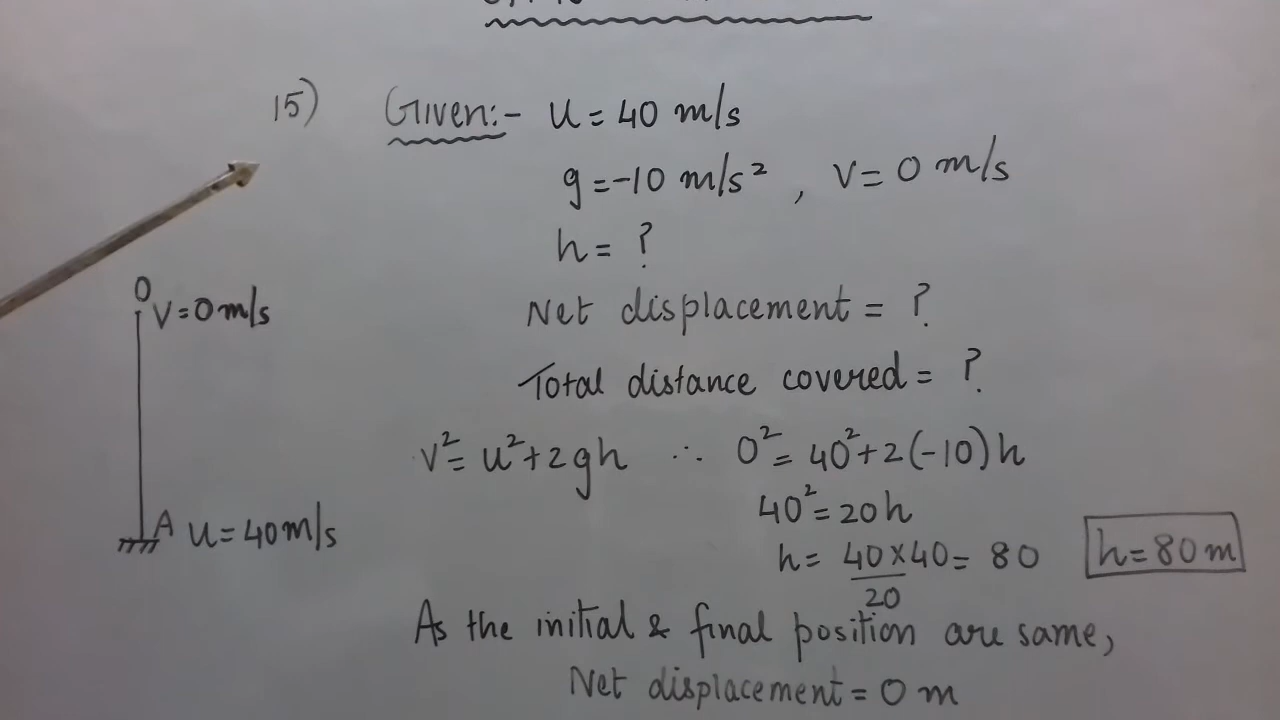 15) Given:- u = 40 m/s
g = -10 m/s² , v = 0 m/s
h = ?
O v = 0 m/s
Net displacement = ?
Total distance covered = ?
v² = u² + 2gh ∴ 0² = 40² + 2(-10)h
40² = 20h
A u = 40 m/s
h = 40 × 40 = 80 h = 80 m
20
As the initial & final position are same,
Net displacement = 0 m